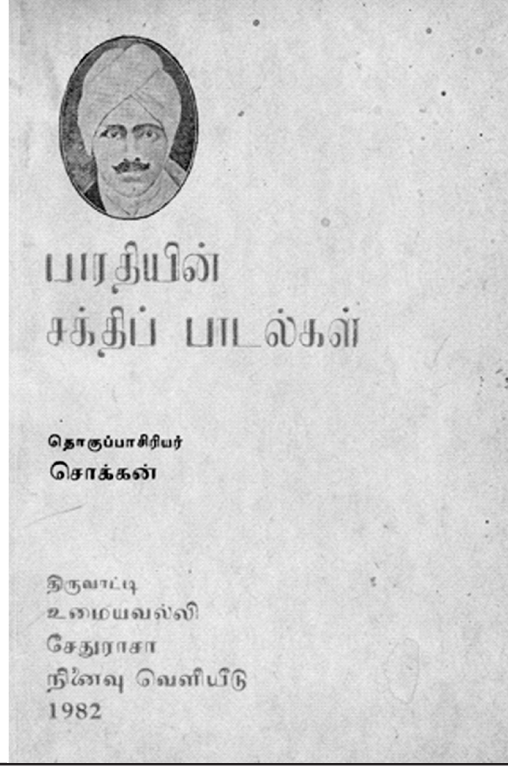 பாரதியின்
சக்திப் பாடல்கள்
தொகுப்பாசிரியர்
சொக்கன்
திருவாட்டி
உமையவல்லி
சேதுராசா
நினைவு வெளியீடு
1982